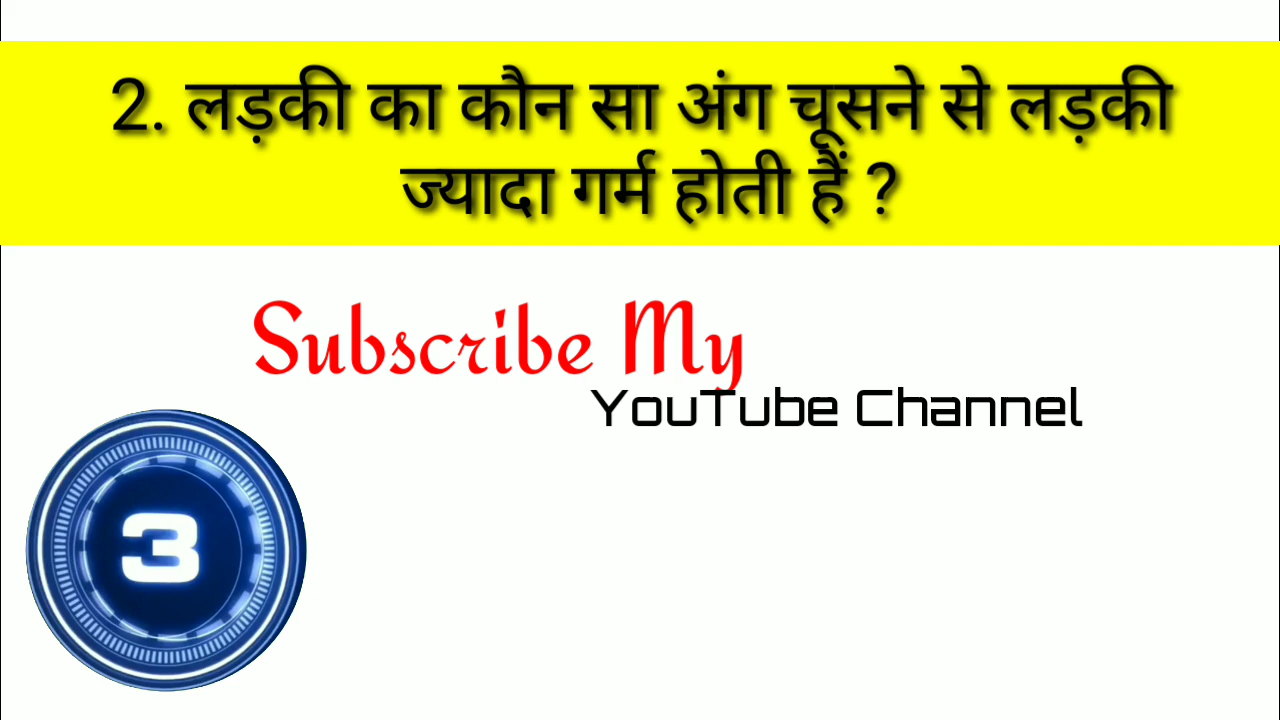 2. लड़की का कौन सा अंग चूसने से लड़की
ज्यादा गर्म होती हैं ?
Subscribe My
YouTube Channel
3